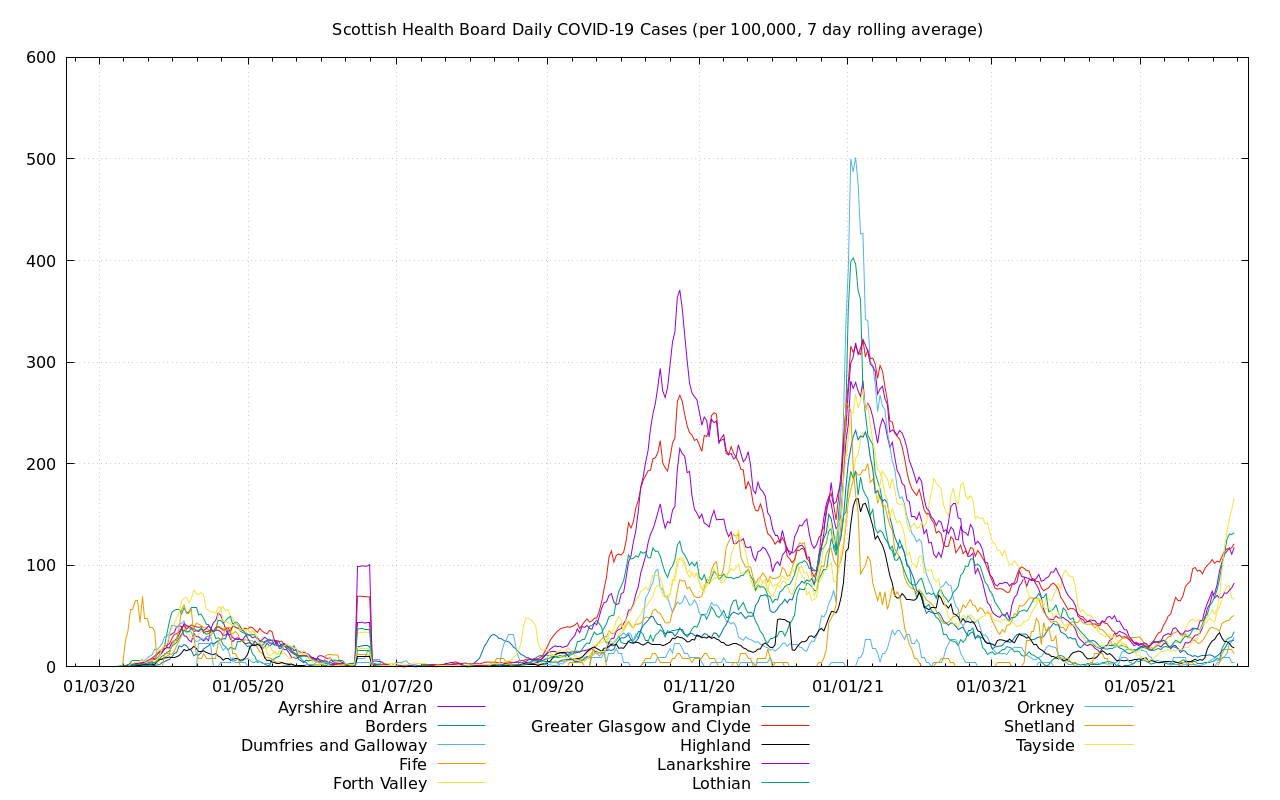 Scottish Health Board Daily COVID-19 Cases (per 100,000, 7 day rolling average)
600
500
400
300
200
100
0
01/03/20 01/05/20 01/07/20 01/09/20 01/11/20 01/01/21 01/03/21 01/05/21
Ayrshire and Arran Grampian Orkney
Borders Greater Glasgow and Clyde Shetland
Dumfries and Galloway Highland Tayside
Fife Lanarkshire
Forth Valley Lothian